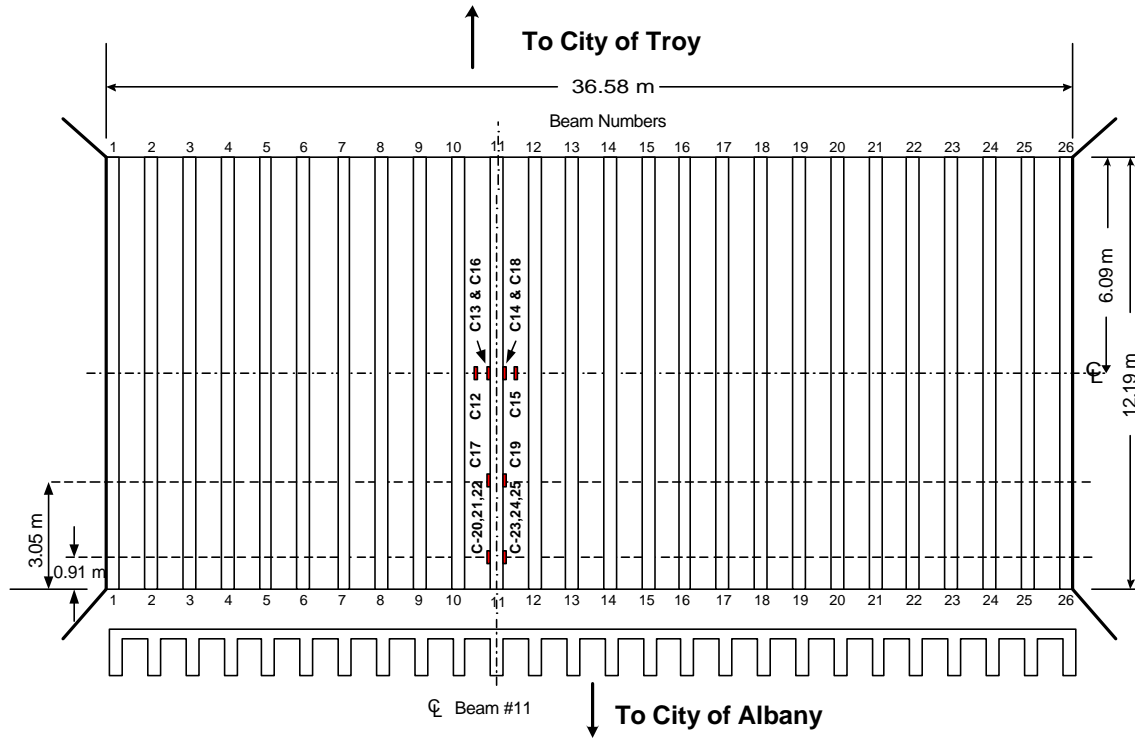 To City of Troy
36.58 m
Beam Numbers
1 2 3 4 5 6 7 8 9 10 11 12 13 14 15 16 17 18 19 20 21 22 23 24 25 26
6.09 m
12.19 m
C13 & C16
C14 & C18
C12
C15
C17
C19
C-20,21,22
C-23,24,25
3.05 m
0.91 m
℄
1 2 3 4 5 6 7 8 9 10 11 12 13 14 15 16 17 18 19 20 21 22 23 24 25 26
℄ Beam #11
To City of Albany